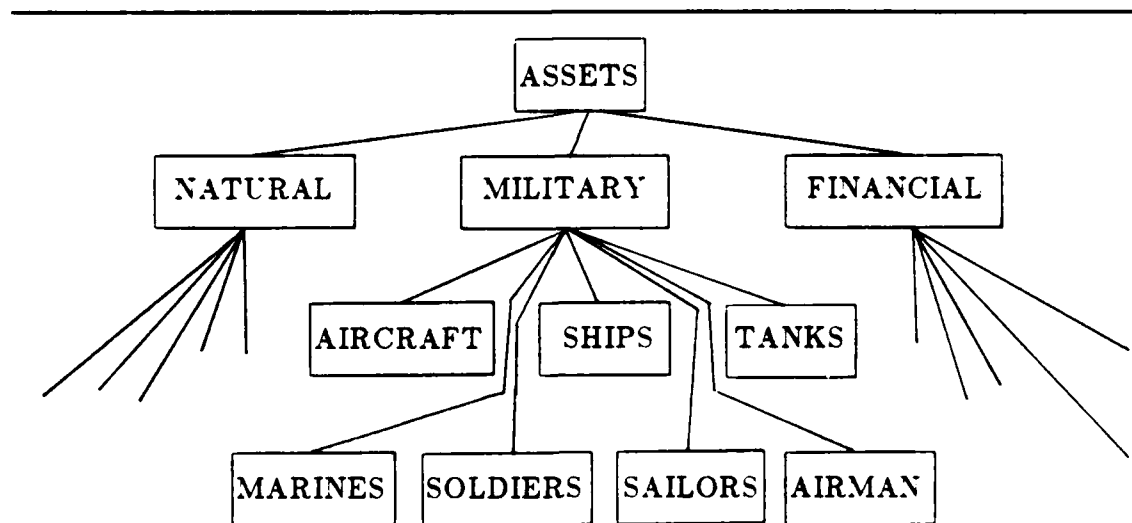 ASSETS
NATURAL MILITARY FINANCIAL
AIRCRAFT SHIPS TANKS
MARINES SOLDIERS SAILORS AIRMAN